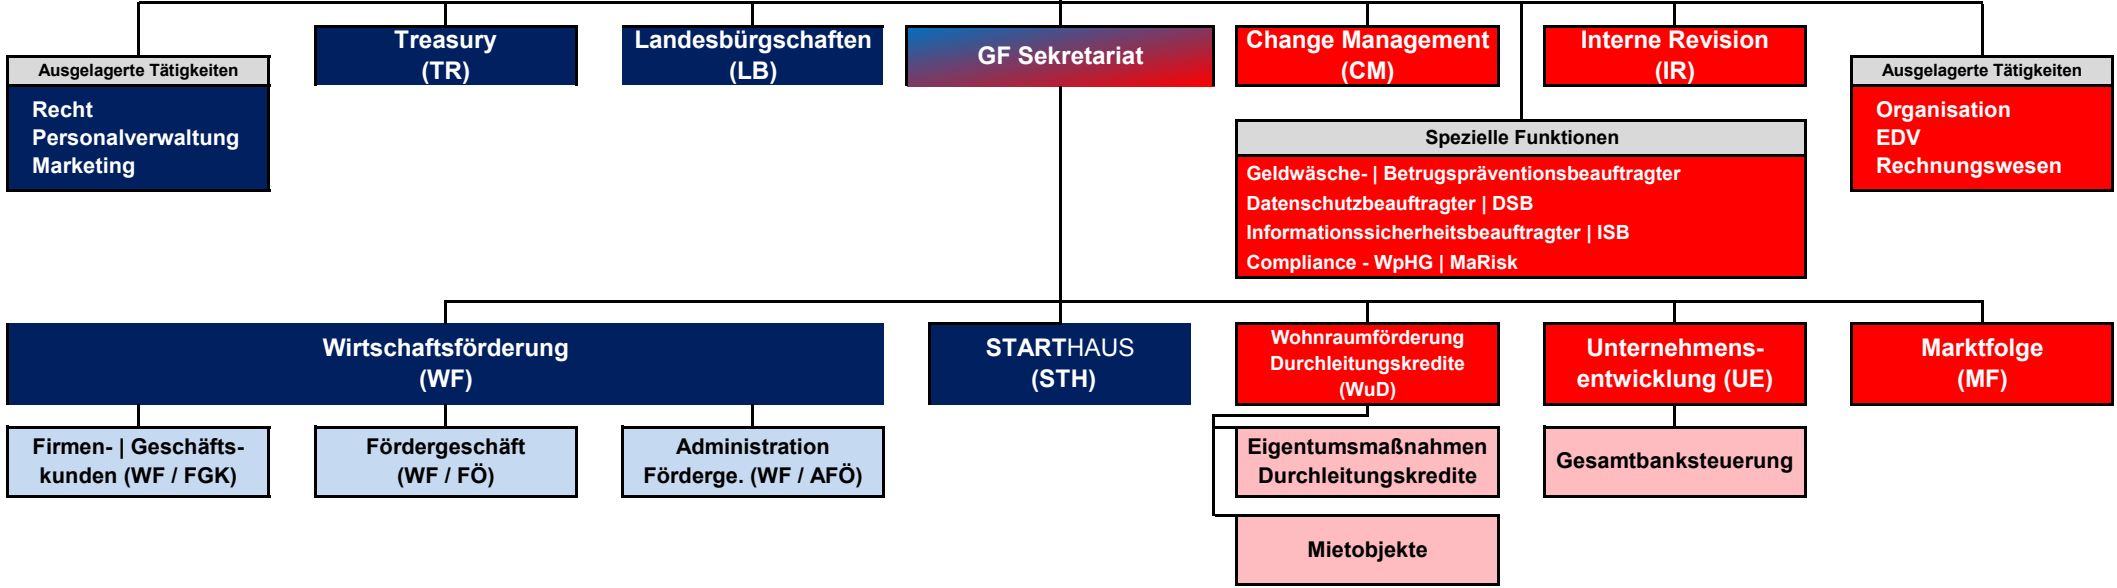 Ausgelagerte Tätigkeiten
Recht
Personalverwaltung
Marketing
Treasury
(TR)
Landesbürgschaften
(LB)
GF Sekretariat
Change Management
(CM)
Interne Revision
(IR)
Ausgelagerte Tätigkeiten
Organisation
EDV
Rechnungswesen
Spezielle Funktionen
Geldwäsche- | Betrugspräventionsbeauftragter
Datenschutzbeauftragter | DSB
Informationssicherheitsbeauftragter | ISB
Compliance - WpHG | MaRisk
Wirtschaftsförderung
(WF)
STARTHAUS
(STH)
Wohnraumförderung
Durchleitungskredite
(WuD)
Unternehmens-
entwicklung (UE)
Marktfolge
(MF)
Firmen- | Geschäfts-
kunden (WF / FGK)
Fördergeschäft
(WF / FÖ)
Administration
Förderge. (WF / AFÖ)
Eigentumsmaßnahmen
Durchleitungskredite
Gesamtbanksteuerung
Mietobjekte